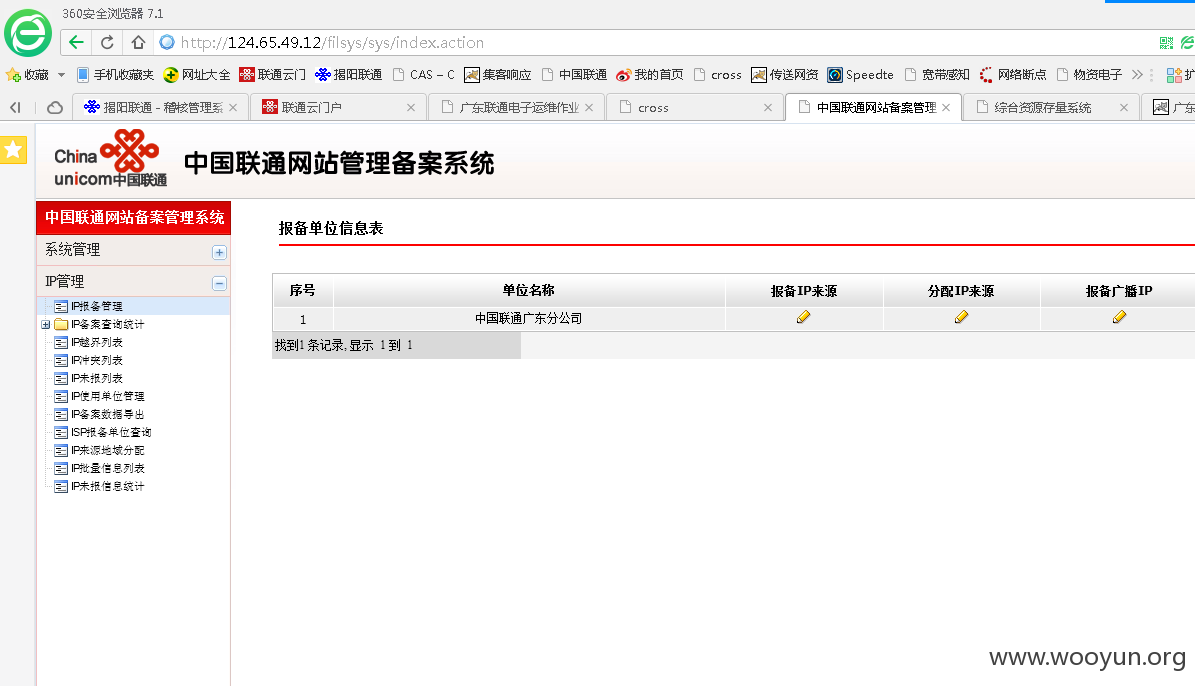 360安全浏览器 7.1
http://124.65.49.12/filsys/sys/index.action
收藏 手机收藏夹 网址大全 联通云门 揭阳联通 CAS - C 集客响应 中国联通 我的首页 cross 传送网资 Speedte 宽带感知 网络断点 物资电子 扩
揭阳联通 - 稽核管理系 联通云门户 广东联通电子运维作业 cross 中国联通网站备案管理 综合资源存量系统 广东
China unicom中国联通 中国联通网站管理备案系统
中国联通网站备案管理系统
系统管理
IP管理
IP报备管理
IP备案查询统计
IP越界列表
IP冲突列表
IP未报列表
IP使用单位管理
IP备案数据导出
ISP报备单位查询
IP来源地域分配
IP批量信息列表
IP未报信息统计
报备单位信息表
序号 单位名称 报备IP来源 分配IP来源 报备广播IP
1 中国联通广东分公司
找到1 条记录, 显示 1 到 1
www.wooyun.org